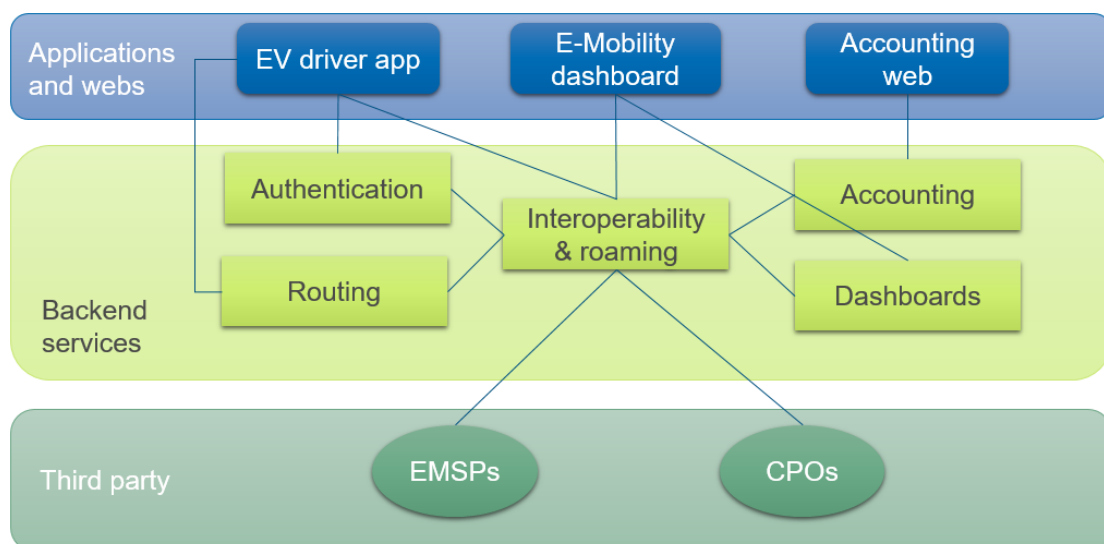 Applications
and webs
EV driver app
E-Mobility
dashboard
Accounting
web
Authentication
Interoperability
& roaming
Accounting
Routing
Dashboards
Backend
services
Third party
EMSPs
CPOs